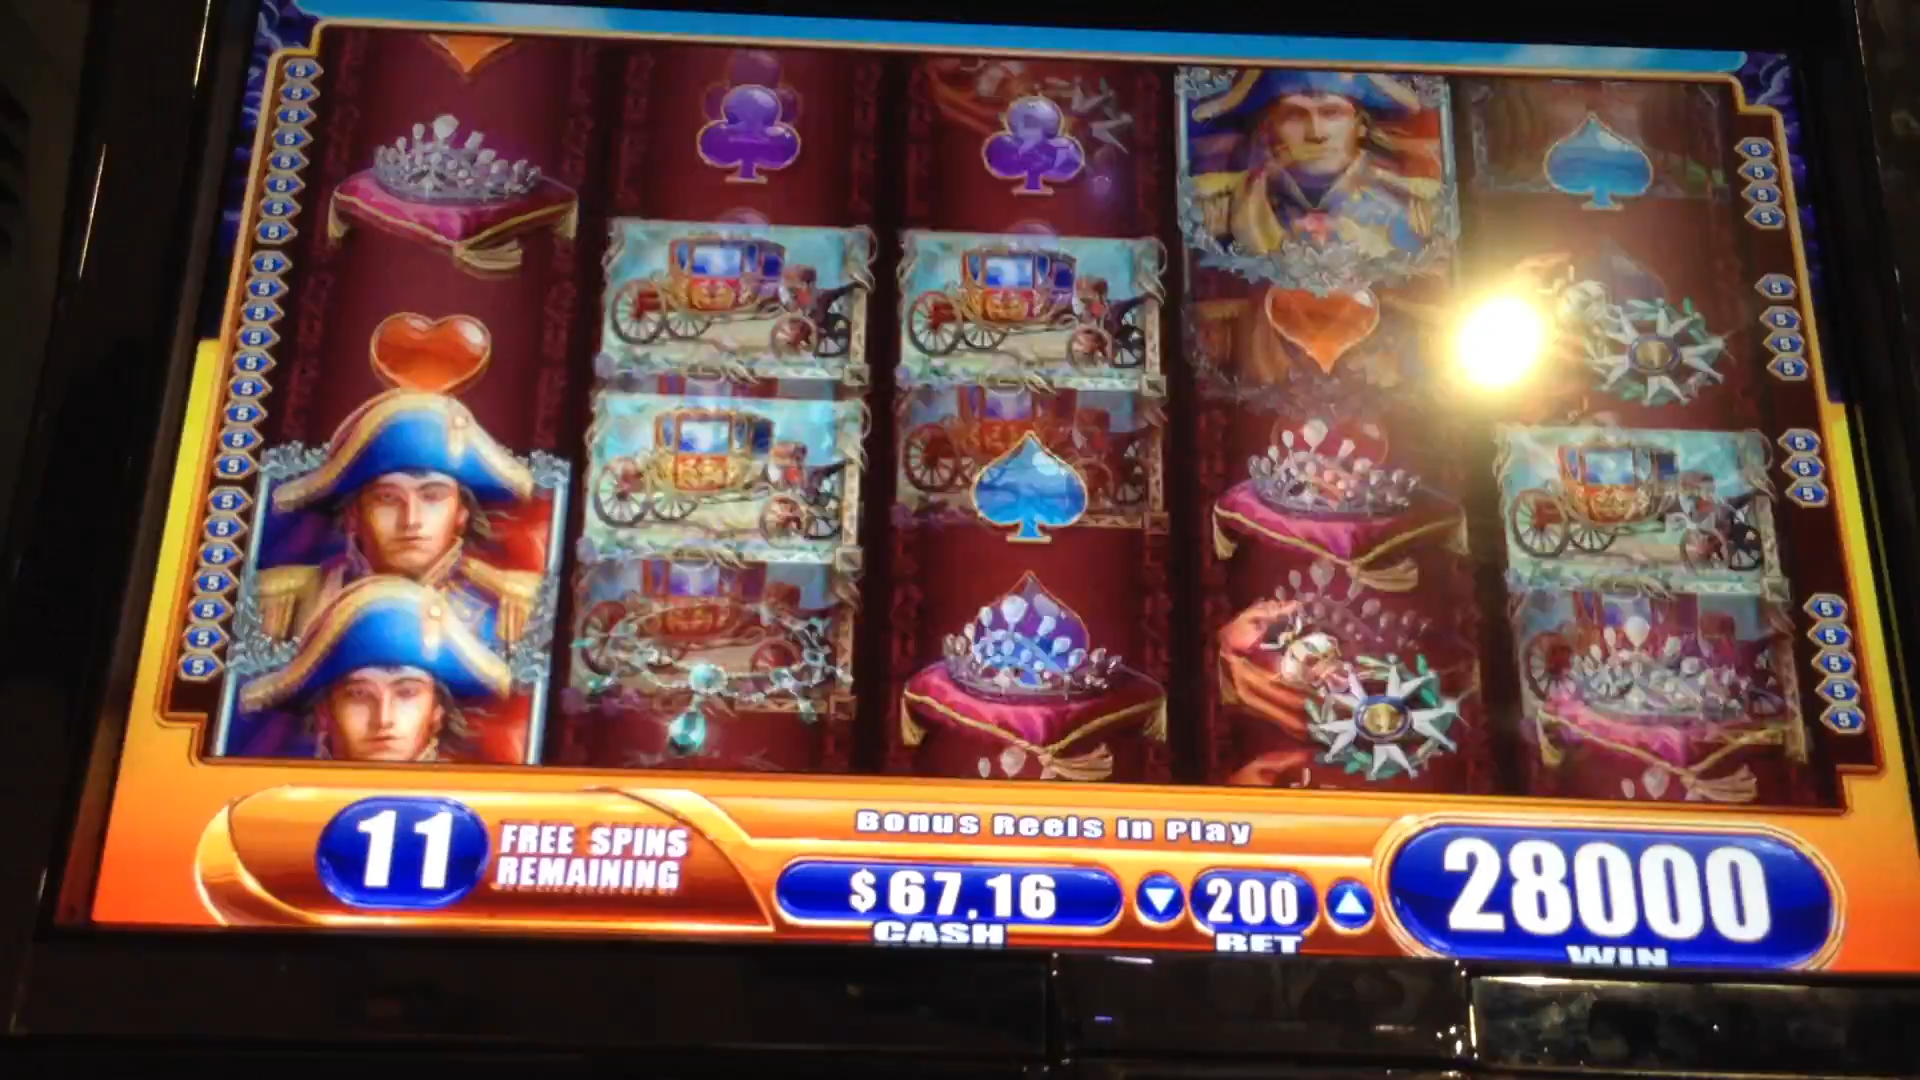 Bonus Reels In Play
11
FREE SPINS
REMAINING
$67.16
CASH
200
BET
28000
WIN